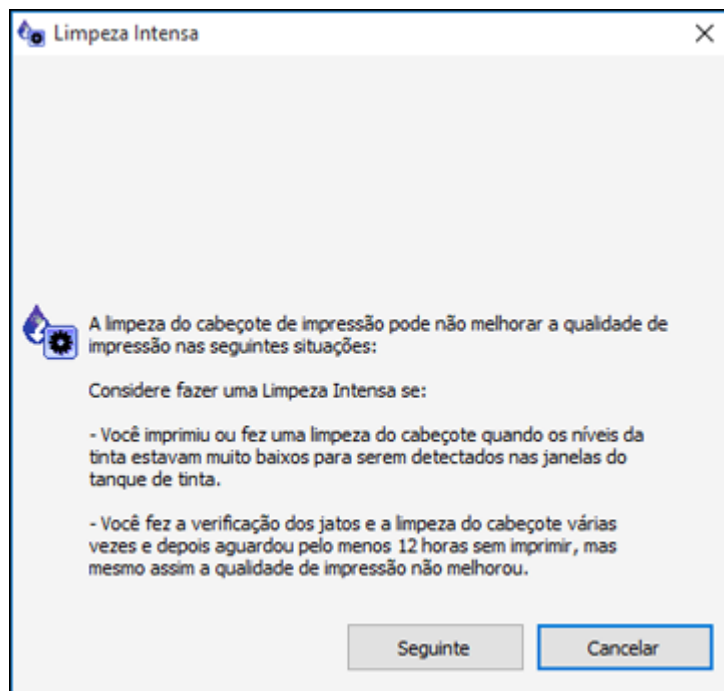 Limpeza Intensa
A limpeza do cabeçote de impressão pode não melhorar a qualidade de
impressão nas seguintes situações:
Considere fazer uma Limpeza Intensa se:
- Você imprimiu ou fez uma limpeza do cabeçote quando os níveis da
tinta estavam muito baixos para serem detectados nas janelas do
tanque de tinta.
- Você fez a verificação dos jatos e a limpeza do cabeçote várias
vezes e depois aguardou pelo menos 12 horas sem imprimir, mas
mesmo assim a qualidade de impressão não melhorou.
Seguinte
Cancelar